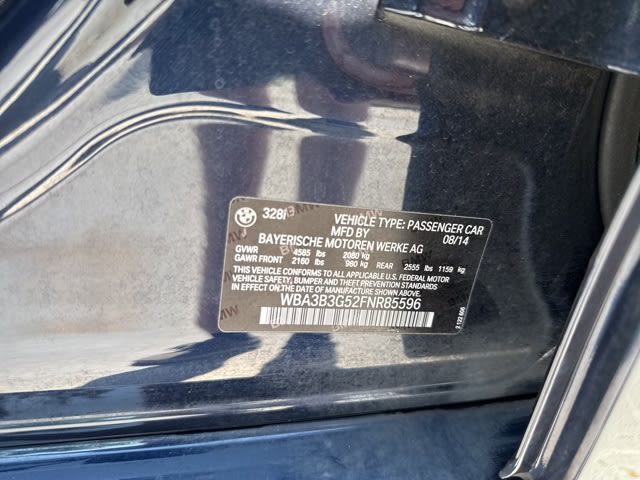 328i VEHICLE TYPE: PASSENGER CAR
MFD BY 08/14
BAYERISCHE MOTOREN WERKE AG
GVWR 4585 lbs 2080 kg
GAWR FRONT 2160 lbs 980 kg REAR 2555 lbs 1159 kg
THIS VEHICLE CONFORMS TO ALL APPLICABLE FEDERAL MOTOR
VEHICLE SAFETY, BUMPER, AND THEFT PREVENTION STANDARDS
IN EFFECT ON THE DATE OF MANUFACTURE SHOWN ABOVE.
WBA3B3G52FNR85596